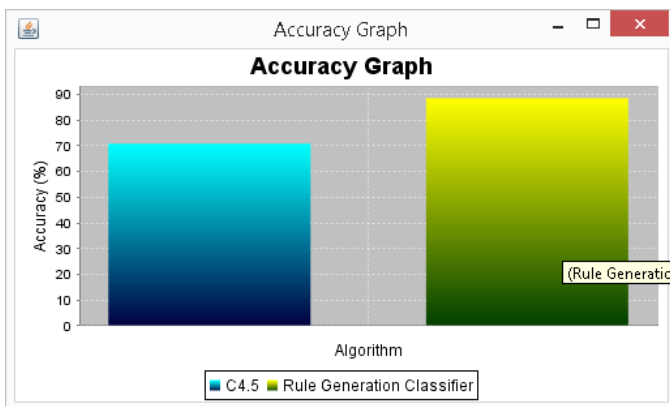 Accuracy Graph
Accuracy Graph
90
80
70
60
50
40
30
20
10
0
Accuracy (%)
(Rule Generatio
Algorithm
C4.5 Rule Generation Classifier